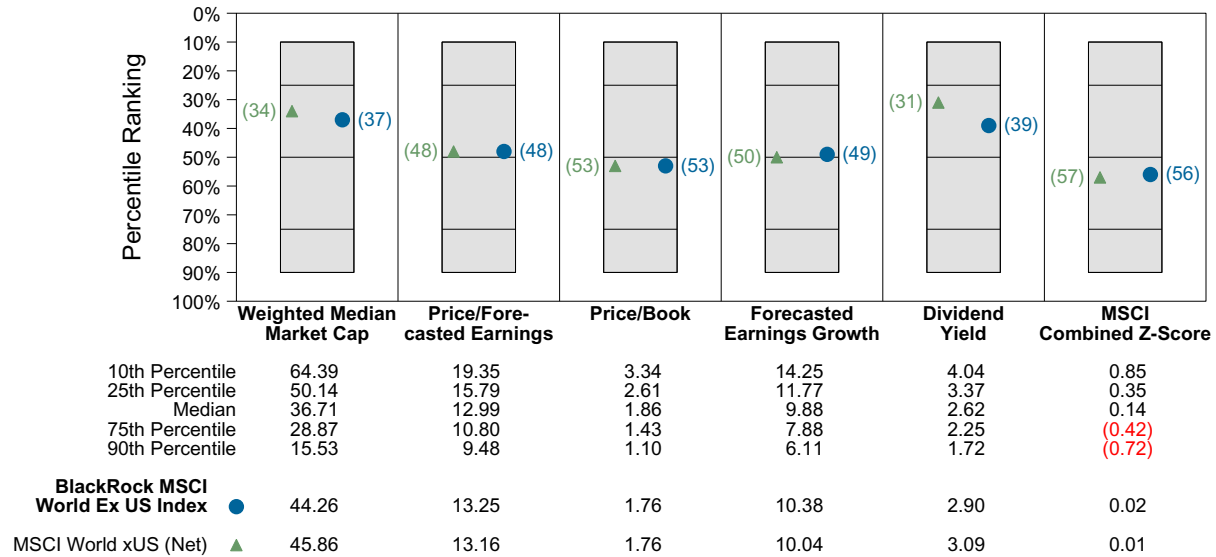 Percentile Ranking
0%
10%
20%
30%
40%
50%
60%
70%
80%
90%
100%
(34) (37)
(48) (48)
(53) (53)
(50) (49)
(31) (39)
(57) (56)
Weighted Median
Market Cap
Price/Fore-
casted Earnings
Price/Book
Forecasted
Earnings Growth
Dividend
Yield
MSCI
Combined Z-Score
10th Percentile 64.39 19.35 3.34 14.25 4.04 0.85
25th Percentile 50.14 15.79 2.61 11.77 3.37 0.35
Median 36.71 12.99 1.86 9.88 2.62 0.14
75th Percentile 28.87 10.80 1.43 7.88 2.25 (0.42)
90th Percentile 15.53 9.48 1.10 6.11 1.72 (0.72)
BlackRock MSCI
World Ex US Index 44.26 13.25 1.76 10.38 2.90 0.02
MSCI World xUS (Net) 45.86 13.16 1.76 10.04 3.09 0.01